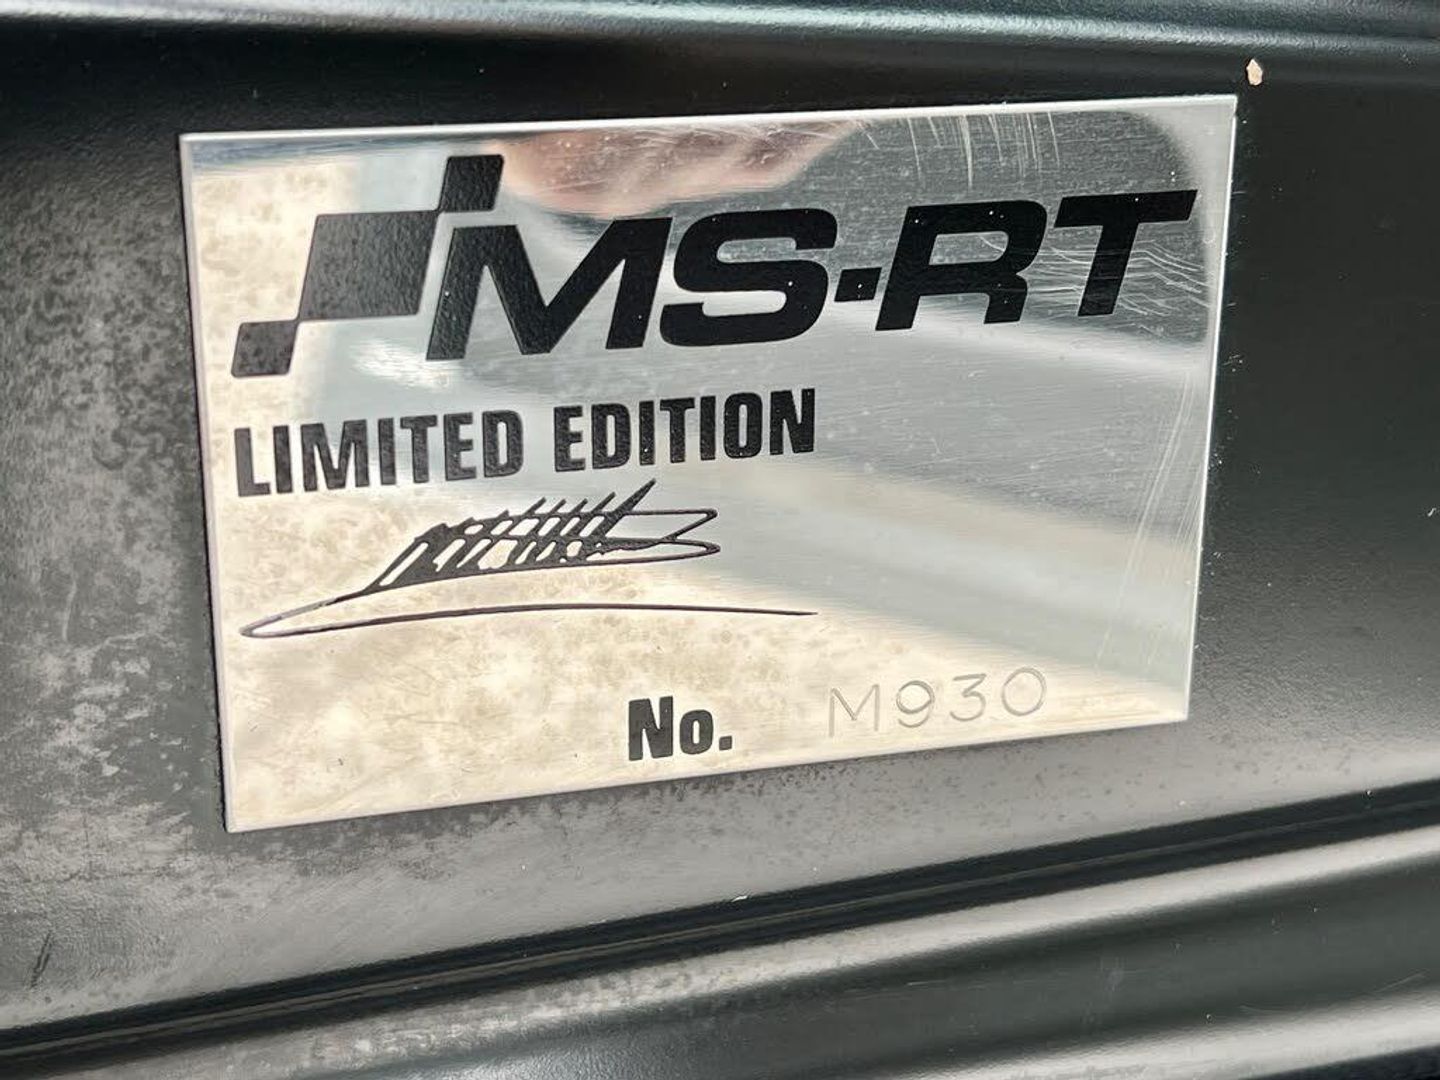 MS-RT
LIMITED EDITION
No. M930